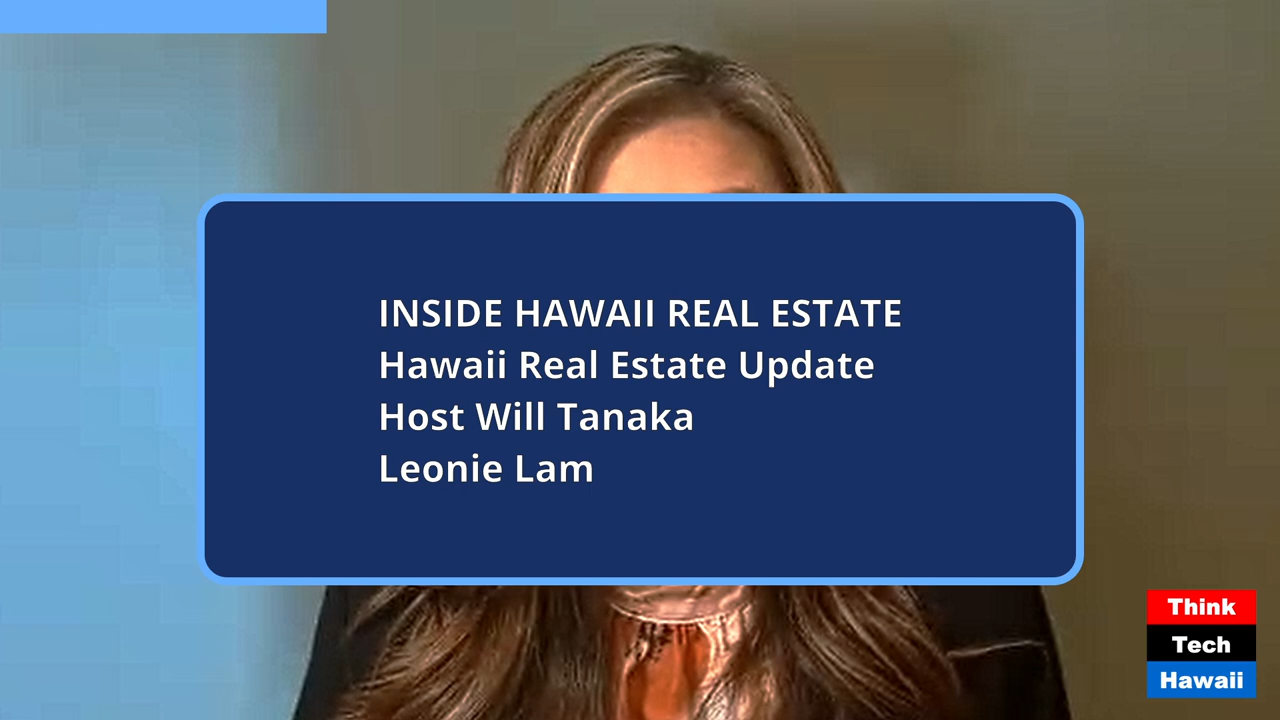 INSIDE HAWAII REAL ESTATE
Hawaii Real Estate Update
Host Will Tanaka
Leonie Lam
Think
Tech
Hawaii